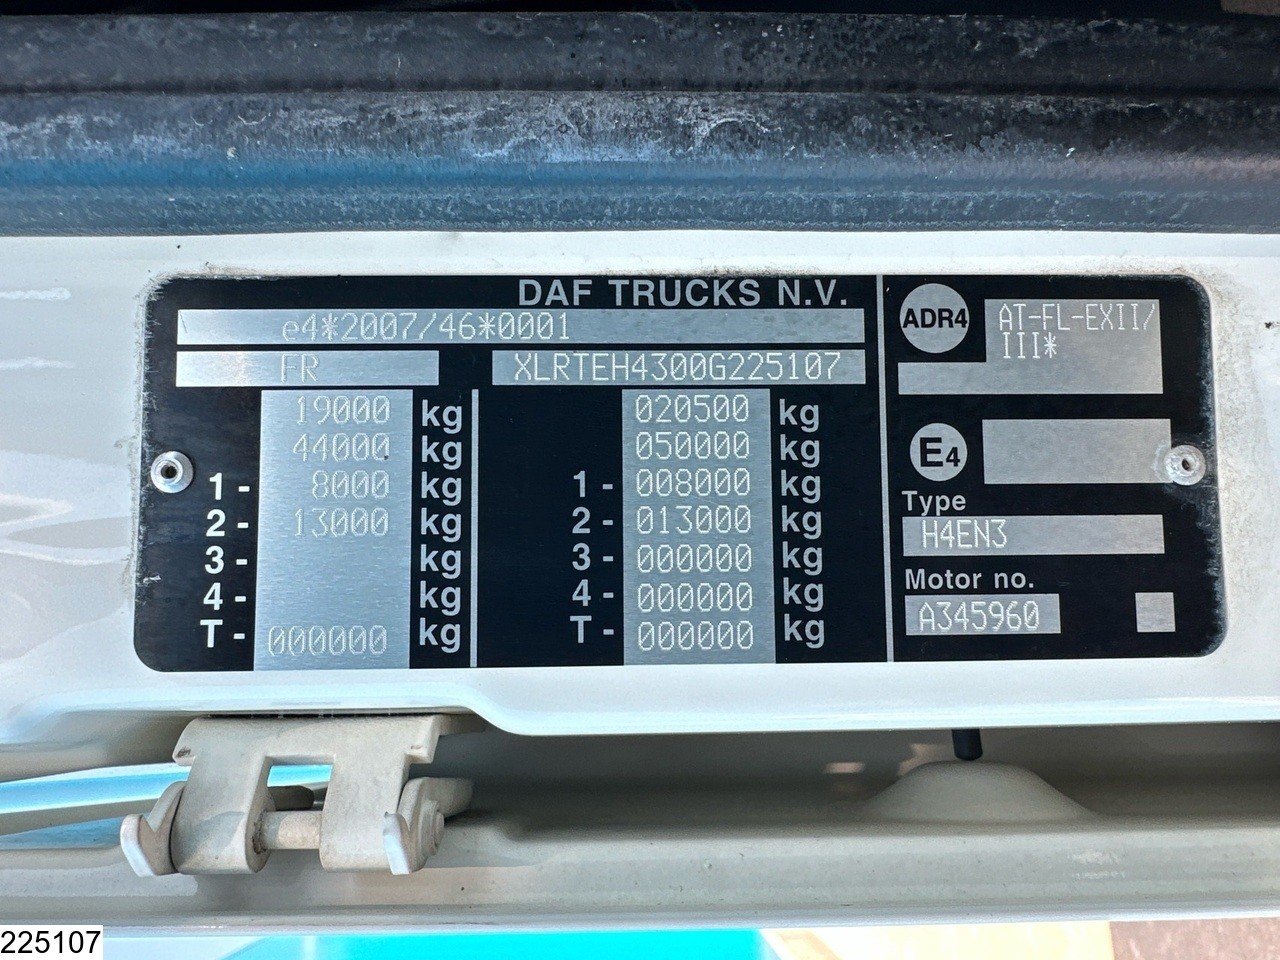 DAF TRUCKS N.V.
e4*2007/46*0001
FR XLRTEH4300G225107
19000 kg 020500 kg
44000 kg 050000 kg
1- 8000 kg 1- 008000 kg
2- 13000 kg 2- 013000 kg
3- kg 3- 000000 kg
4- kg 4- 000000 kg
T- 000000 kg T- 000000 kg
ADR4 AT-FL-EXII/
III*
E4
Type
H4EN3
Motor no.
A345960
225107